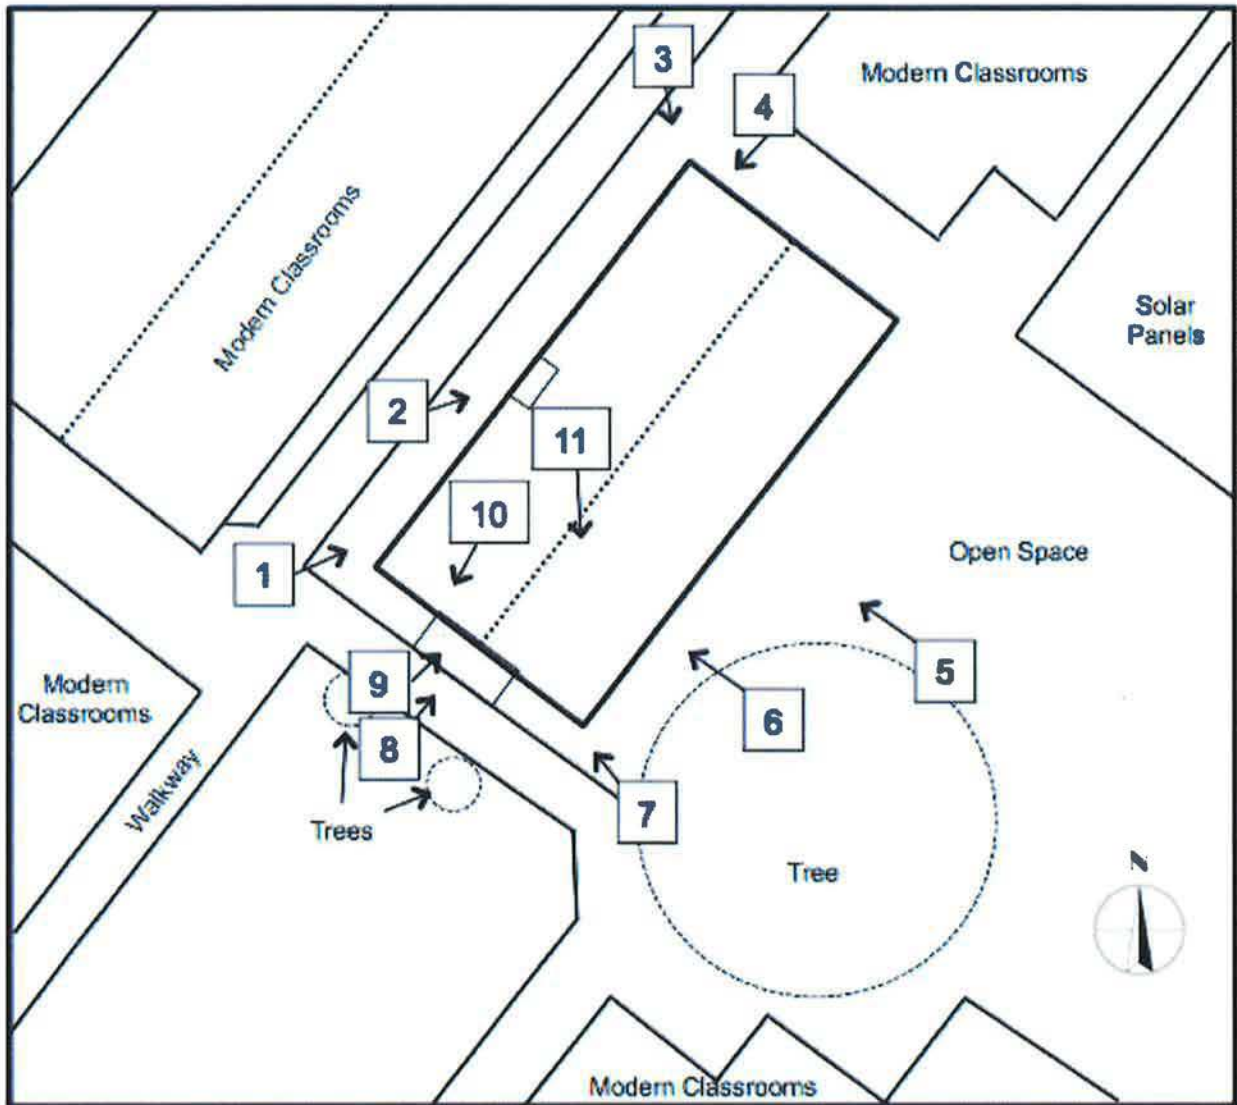 3
Modern Classrooms
4
Modern Classrooms
Solar
Panels
2
11
10
Open Space
1
5
Modern
Classrooms
9
6
8
Walkway
7
Trees
Tree
N
Modern Classrooms